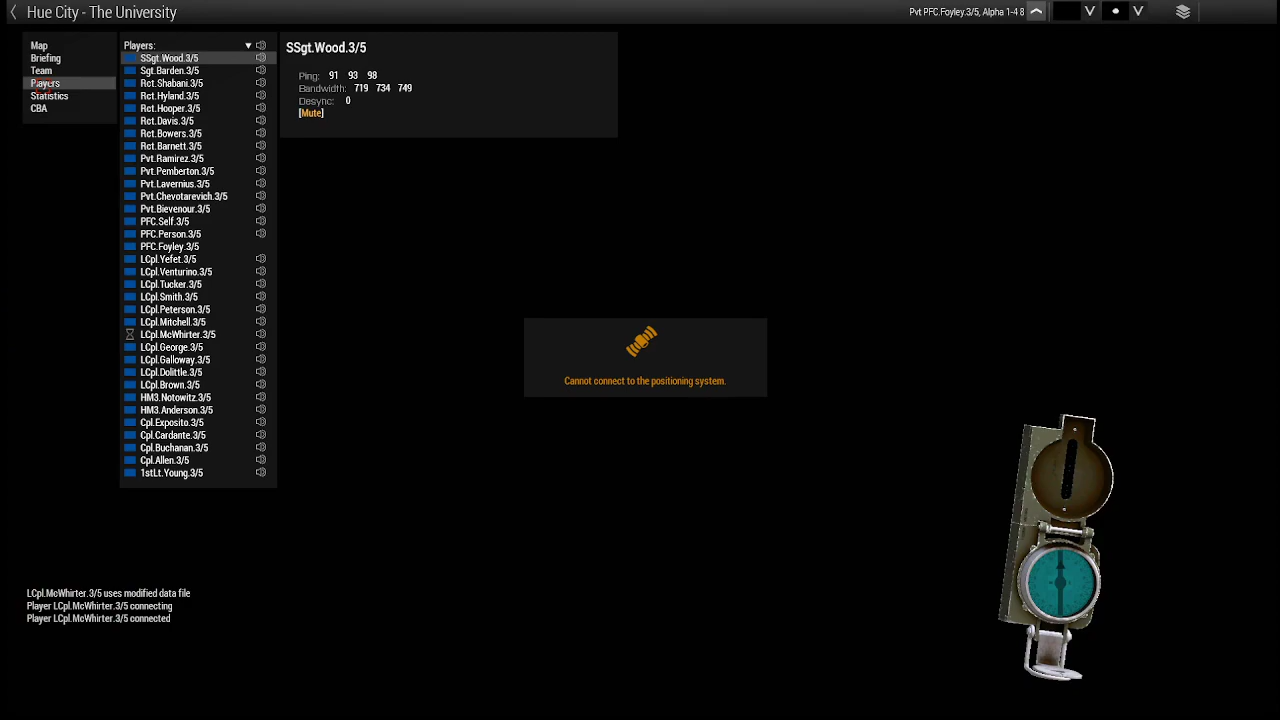 Hue City - The University
Pvt PFC.Foyley.3/5, Alpha 1-4 8
Map
Briefing
Team
Players
Statistics
CBA
Players:
SSgt.Wood.3/5
Sgt.Barden.3/5
Rct.Shabani.3/5
Rct.Hyland.3/5
Rct.Hooper.3/5
Rct.Davis.3/5
Rct.Bowers.3/5
Rct.Barnett.3/5
Pvt.Ramirez.3/5
Pvt.Pemberton.3/5
Pvt.Lavernius.3/5
Pvt.Chevotarevich.3/5
Pvt.Bievenour.3/5
PFC.Self.3/5
PFC.Person.3/5
PFC.Foyley.3/5
LCpl.Yefet.3/5
LCpl.Venturino.3/5
LCpl.Tucker.3/5
LCpl.Smith.3/5
LCpl.Peterson.3/5
LCpl.Mitchell.3/5
LCpl.McWhirter.3/5
LCpl.George.3/5
LCpl.Galloway.3/5
LCpl.Dolittle.3/5
LCpl.Brown.3/5
HM3.Notowitz.3/5
HM3.Anderson.3/5
Cpl.Exposito.3/5
Cpl.Cardante.3/5
Cpl.Buchanan.3/5
Cpl.Allen.3/5
1stLt.Young.3/5
SSgt.Wood.3/5
Ping: 91 93 98
Bandwidth: 719 734 749
Desync: 0
[Mute]
Cannot connect to the positioning system.
LCpl.McWhirter.3/5 uses modified data file
Player LCpl.McWhirter.3/5 connecting
Player LCpl.McWhirter.3/5 connected